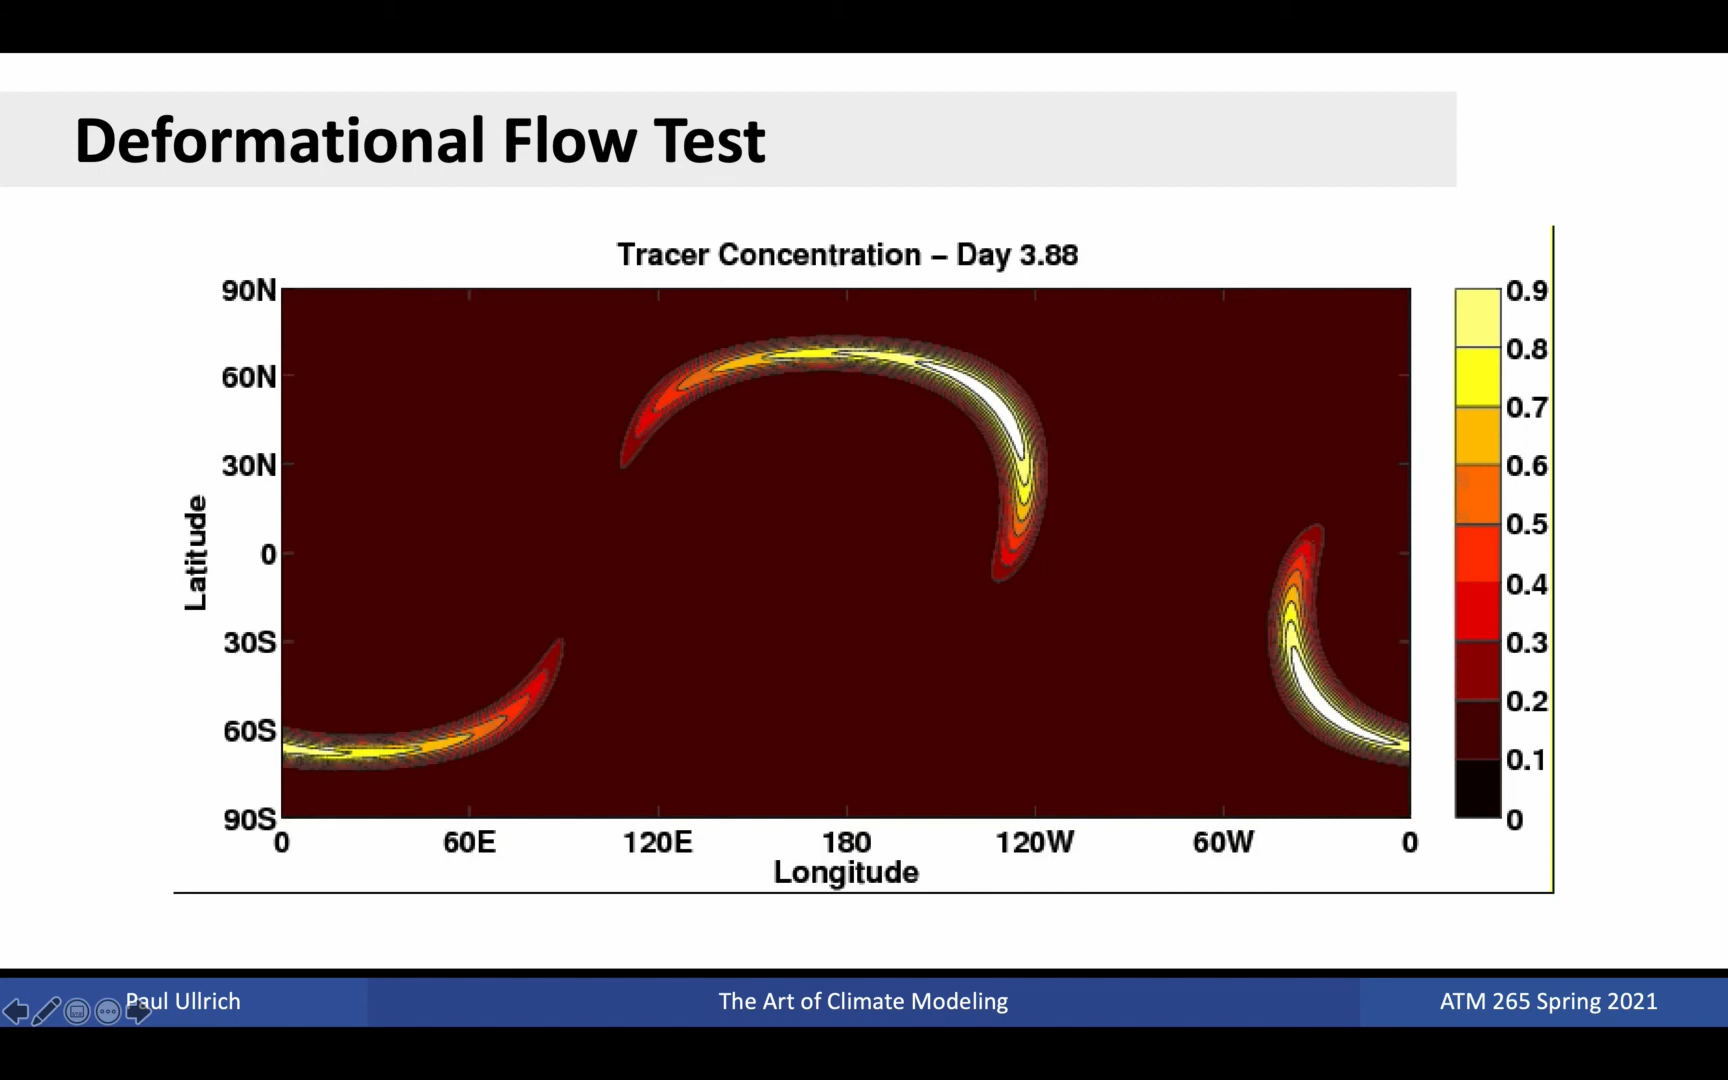 Deformational Flow Test
Tracer Concentration – Day 3.88
90N
60N
30N
0
30S
60S
90S
Latitude
0 60E 120E 180 120W 60W 0
Longitude
0.9
0.8
0.7
0.6
0.5
0.4
0.3
0.2
0.1
0
Paul Ullrich
The Art of Climate Modeling
ATM 265 Spring 2021